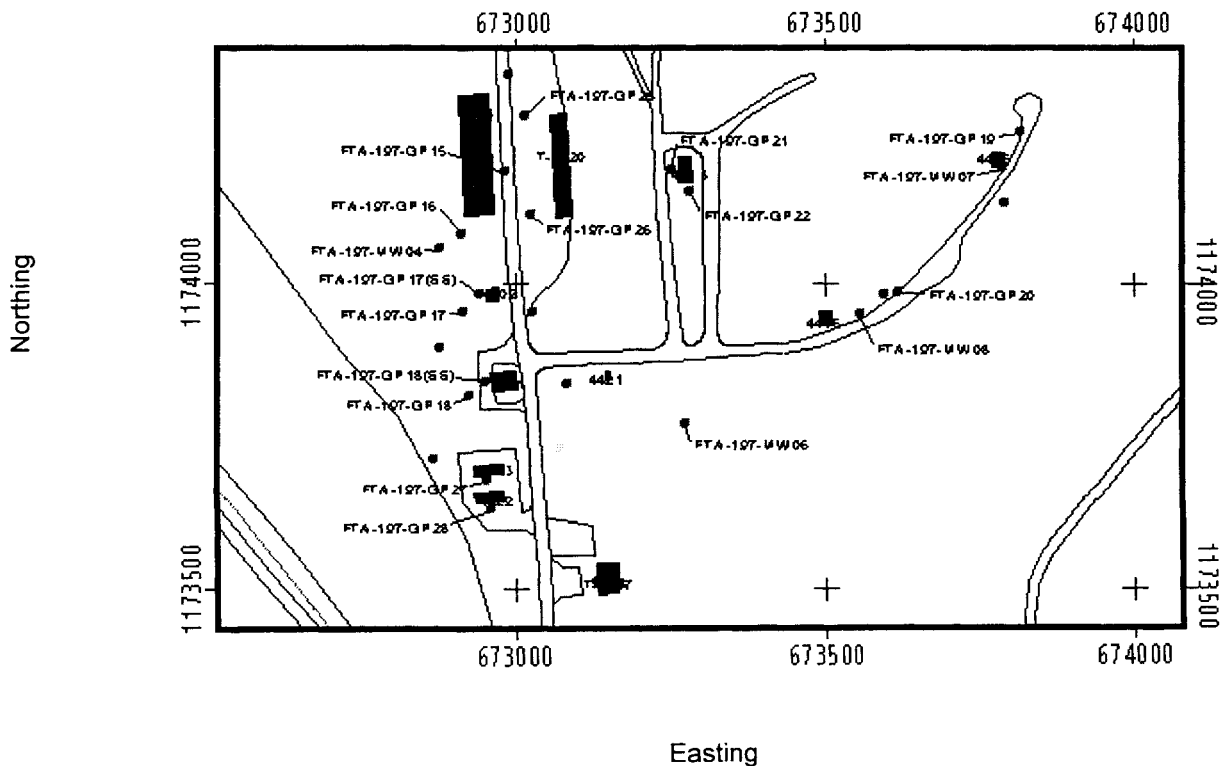 673000 673500 674000
FTA-197-GP25
FTA-197-GP21
FTA-197-GP19
FTA-197-GP15
FTA-197-MW07
FTA-197-GP16
FTA-197-GP22
FTA-197-GP26
FTA-197-MW04
FTA-197-GP17(SS)
FTA-197-GP20
FTA-197-GP17
FTA-197-MW08
FTA-197-GP18(SS)
4421
FTA-197-GP18
FTA-197-MW06
FTA-197-GP27
FTA-197-GP28
Northing
1174000
1174000
1173500
1173500
673000 673500 674000
Easting